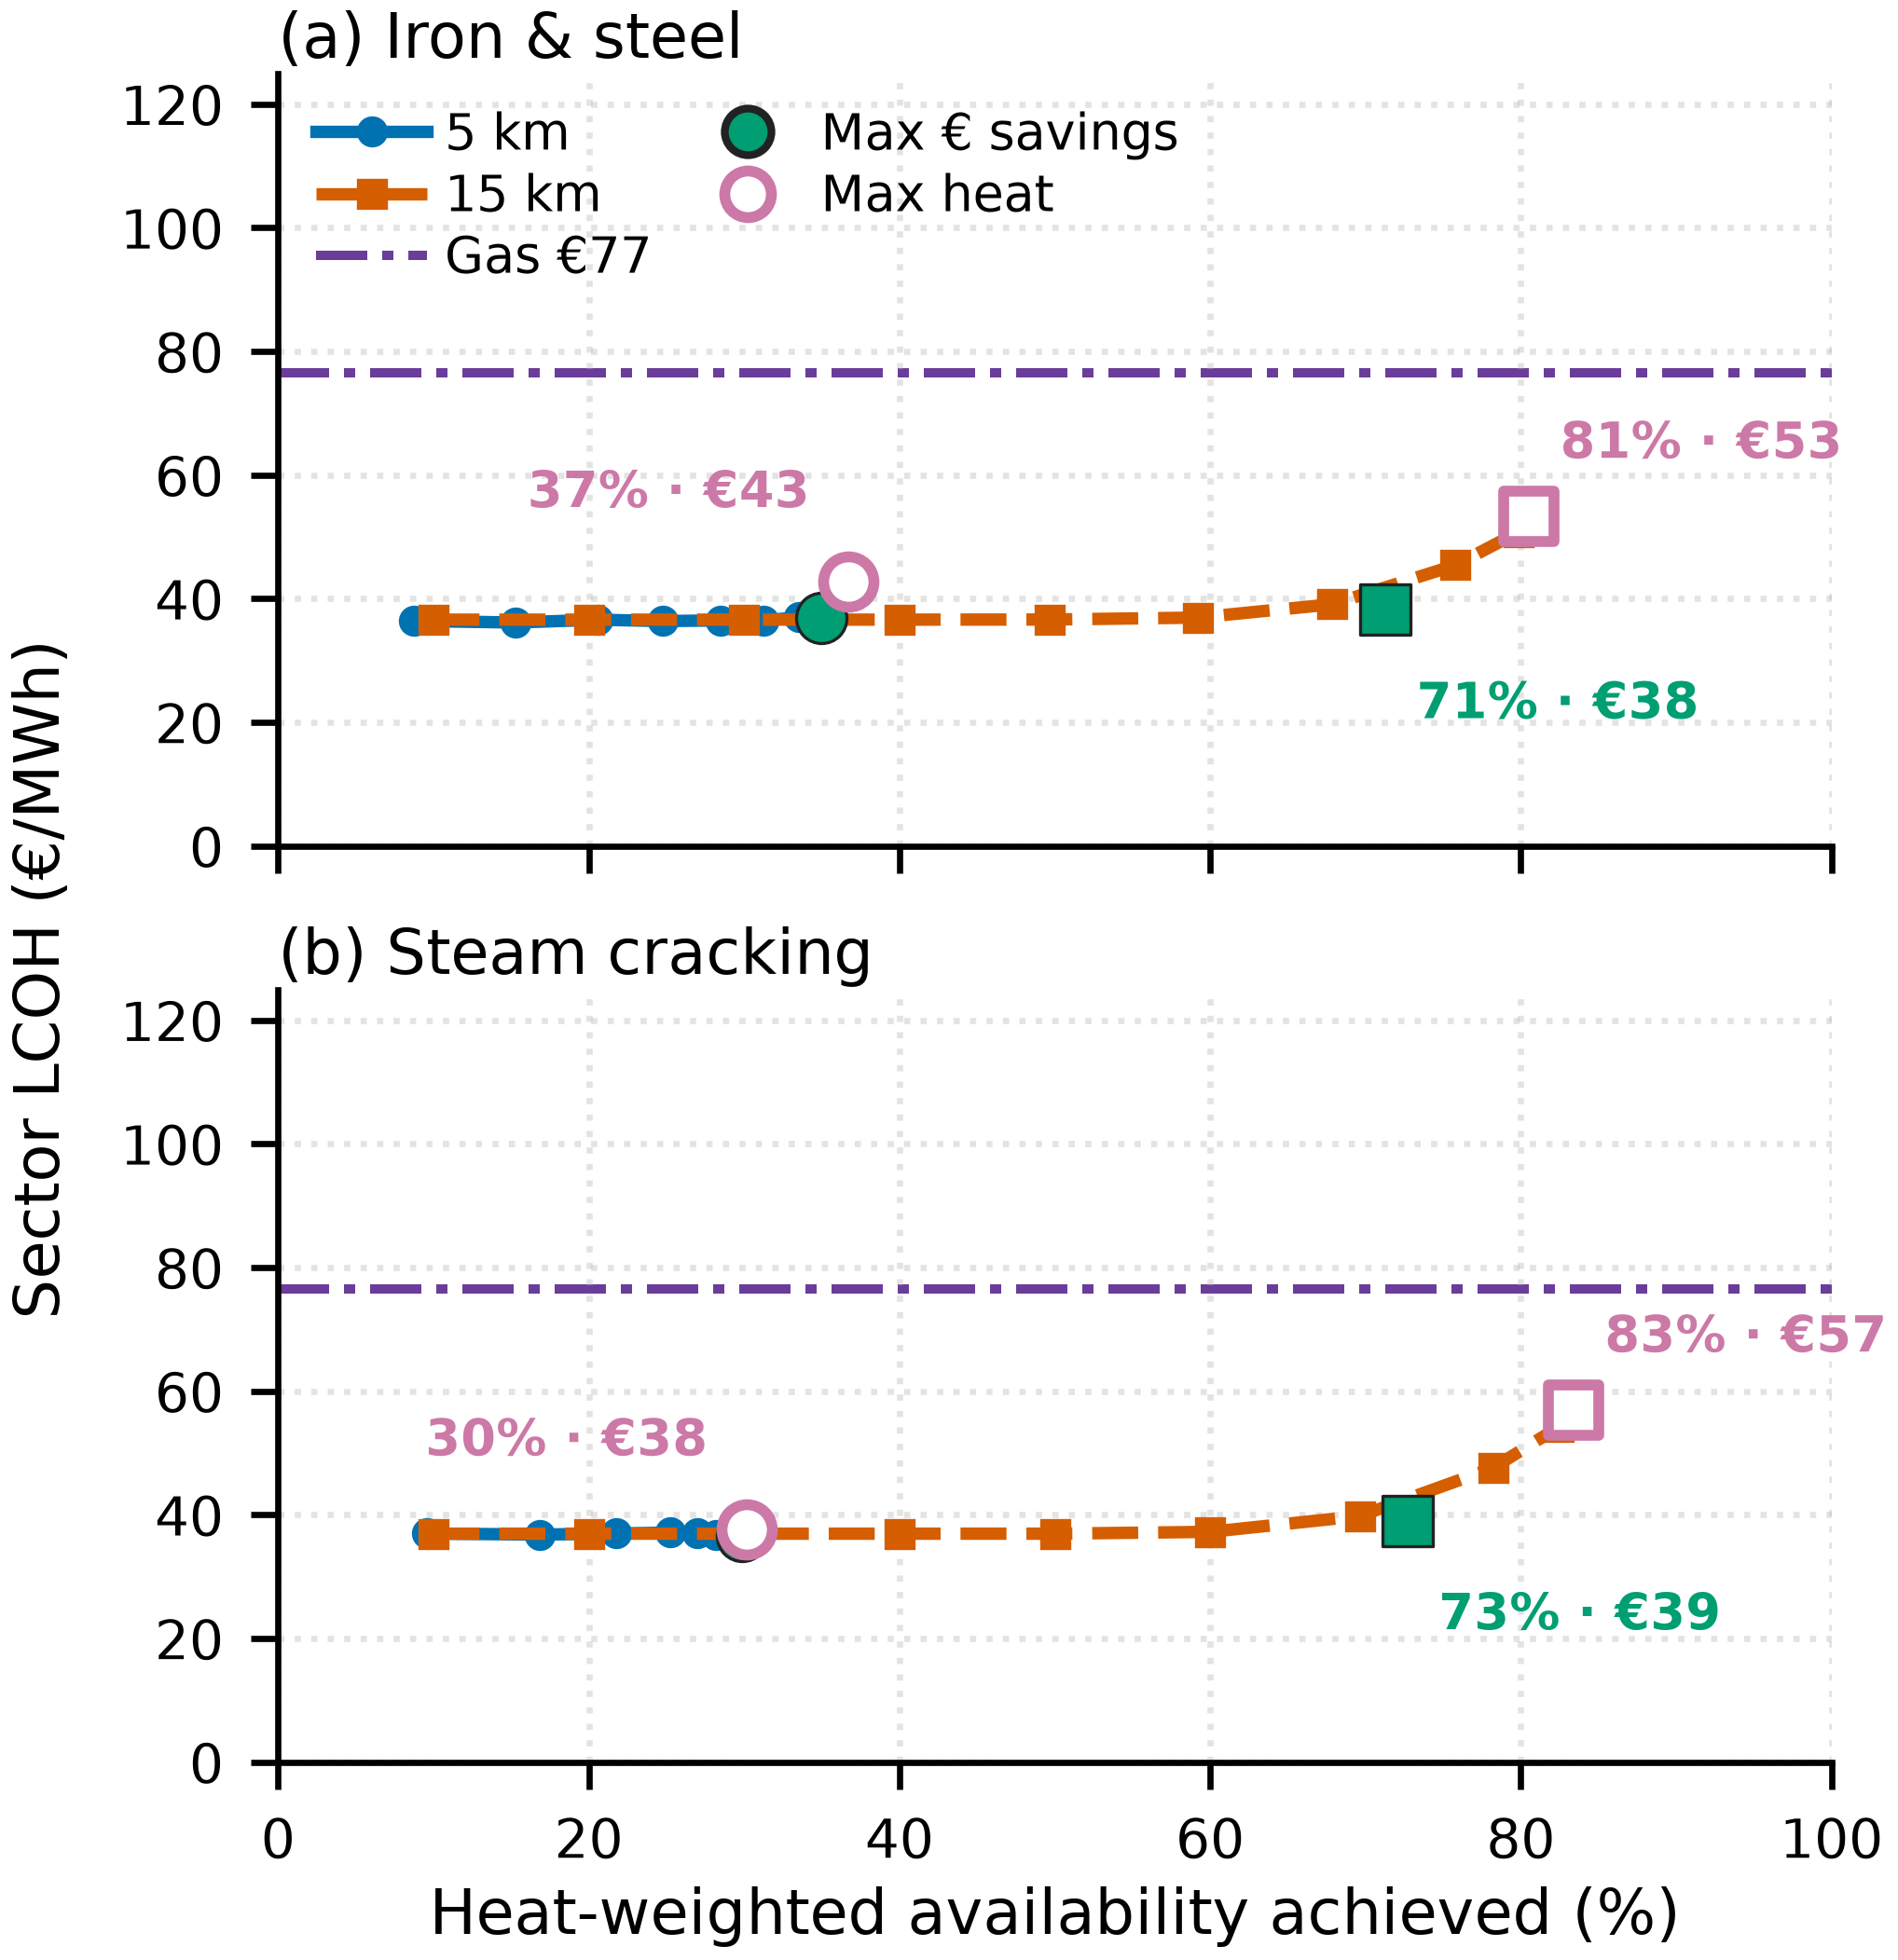 (a) Iron & steel
120
100
80
60
40
20
0
5 km
15 km
Gas €77
Max € savings
Max heat
37% · €43
81% · €53
71% · €38
Sector LCOH (€/MWh)
(b) Steam cracking
120
100
80
60
40
20
0
30% · €38
83% · €57
73% · €39
0 20 40 60 80 100
Heat-weighted availability achieved (%)